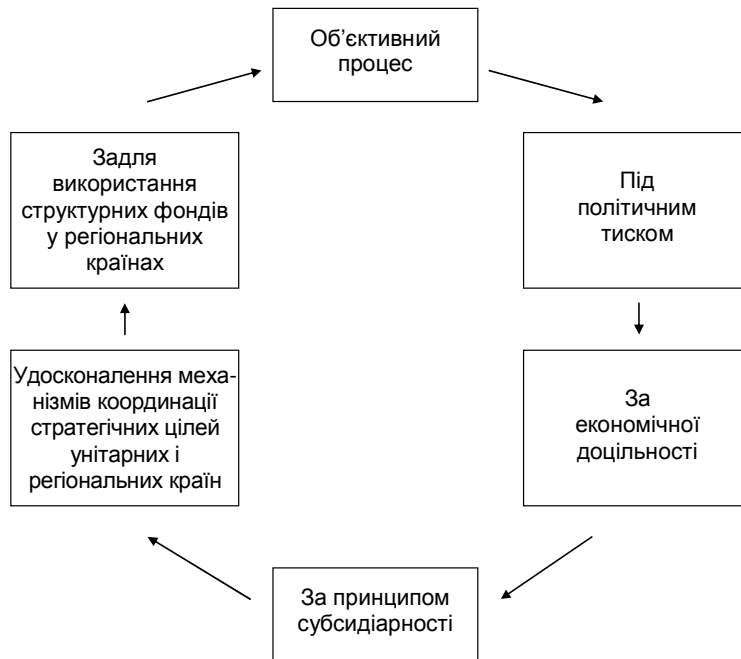 Об’єктивний
процес
Задля
використання
структурних фондів
у регіональних
країнах
Під
політичним
тиском
Удосконалення меха-
нізмів координації
стратегічних цілей
унітарних і
регіональних країн
За
економічної
доцільності
За принципом
субсидіарності